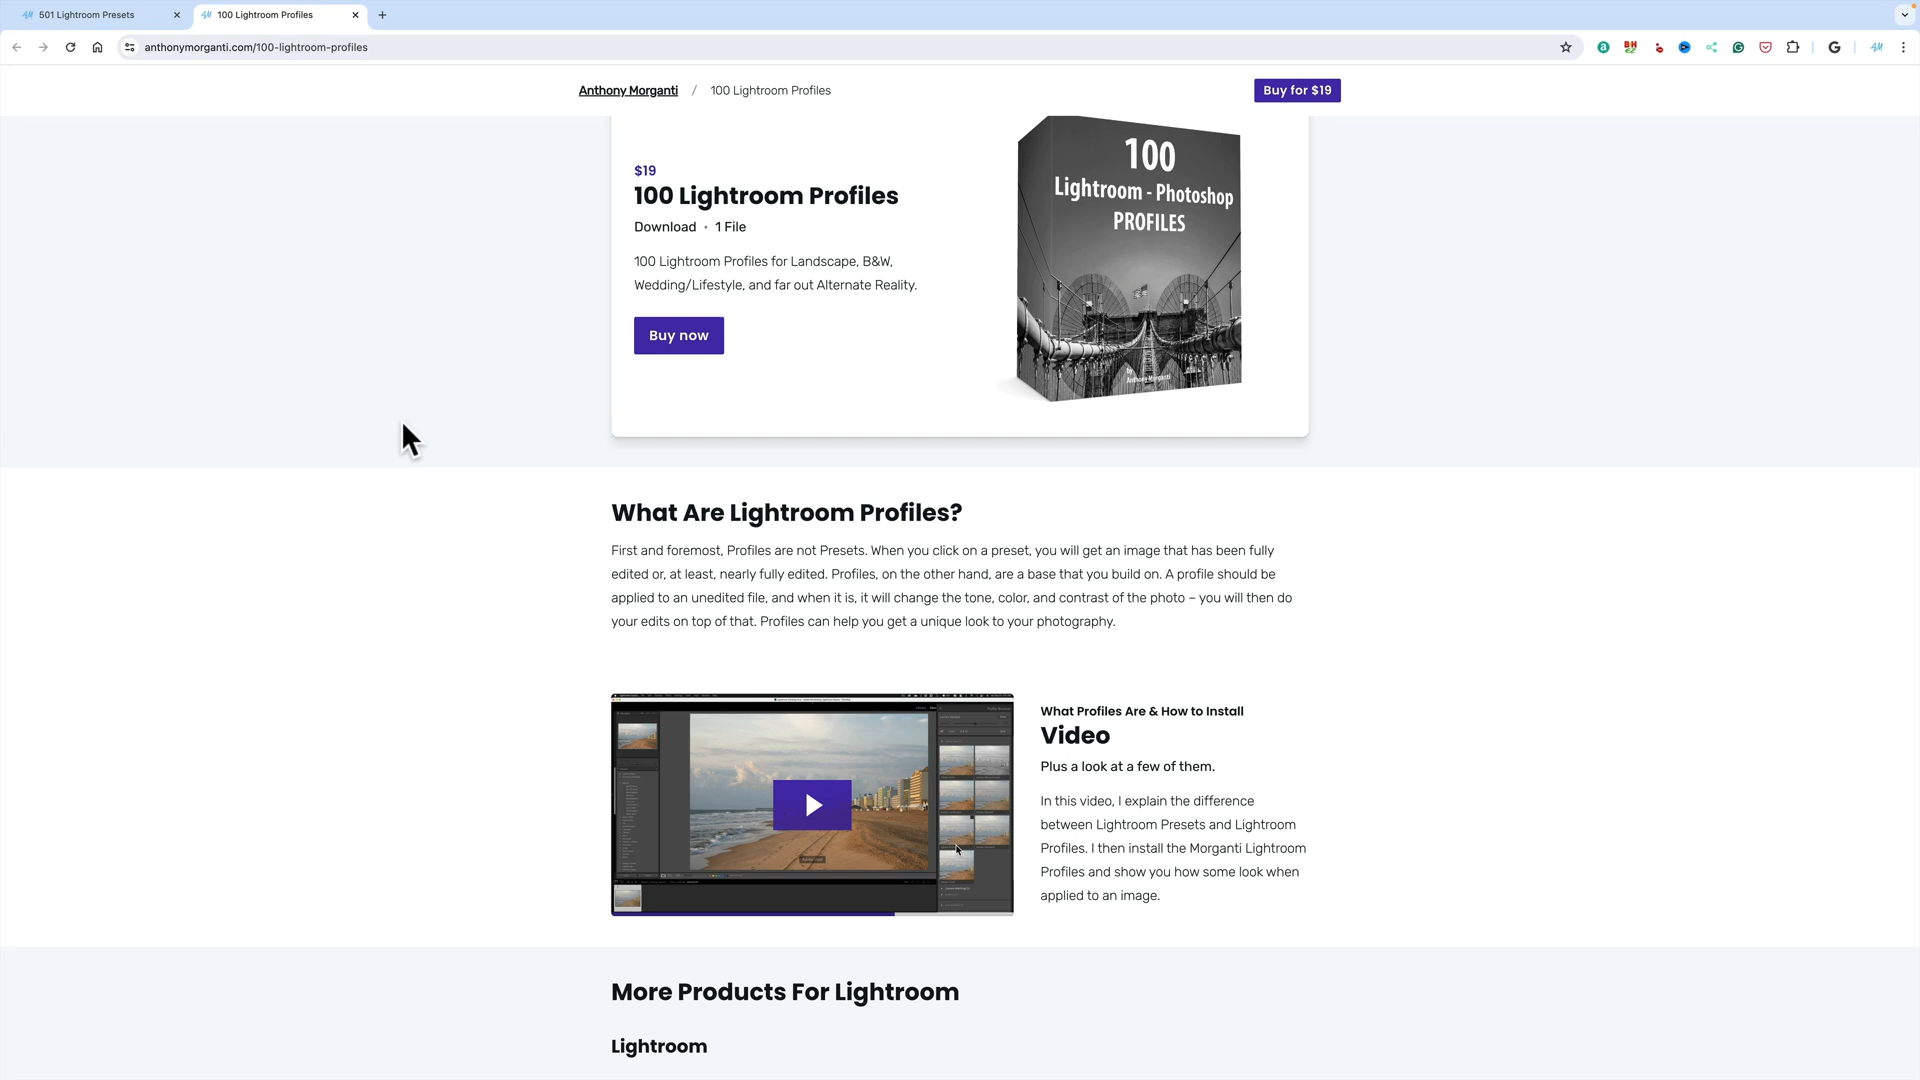 501 Lightroom Presets
100 Lightroom Profiles
anthonymorganti.com/100-lightroom-profiles
Anthony Morganti / 100 Lightroom Profiles
Buy for $19
$19
100 Lightroom Profiles
Download • 1 File
100 Lightroom Profiles for Landscape, B&W,
Wedding/Lifestyle, and far out Alternate Reality.
Buy now
100
Lightroom - Photoshop
PROFILES
by
Anthony Morganti
What Are Lightroom Profiles?
First and foremost, Profiles are not Presets. When you click on a preset, you will get an image that has been fully
edited or, at least, nearly fully edited. Profiles, on the other hand, are a base that you build on. A profile should be
applied to an unedited file, and when it is, it will change the tone, color, and contrast of the photo – you will then do
your edits on top of that. Profiles can help you get a unique look to your photography.
What Profiles Are & How to Install
Video
Plus a look at a few of them.
In this video, I explain the difference
between Lightroom Presets and Lightroom
Profiles. I then install the Morganti Lightroom
Profiles and show you how some look when
applied to an image.
More Products For Lightroom
Lightroom